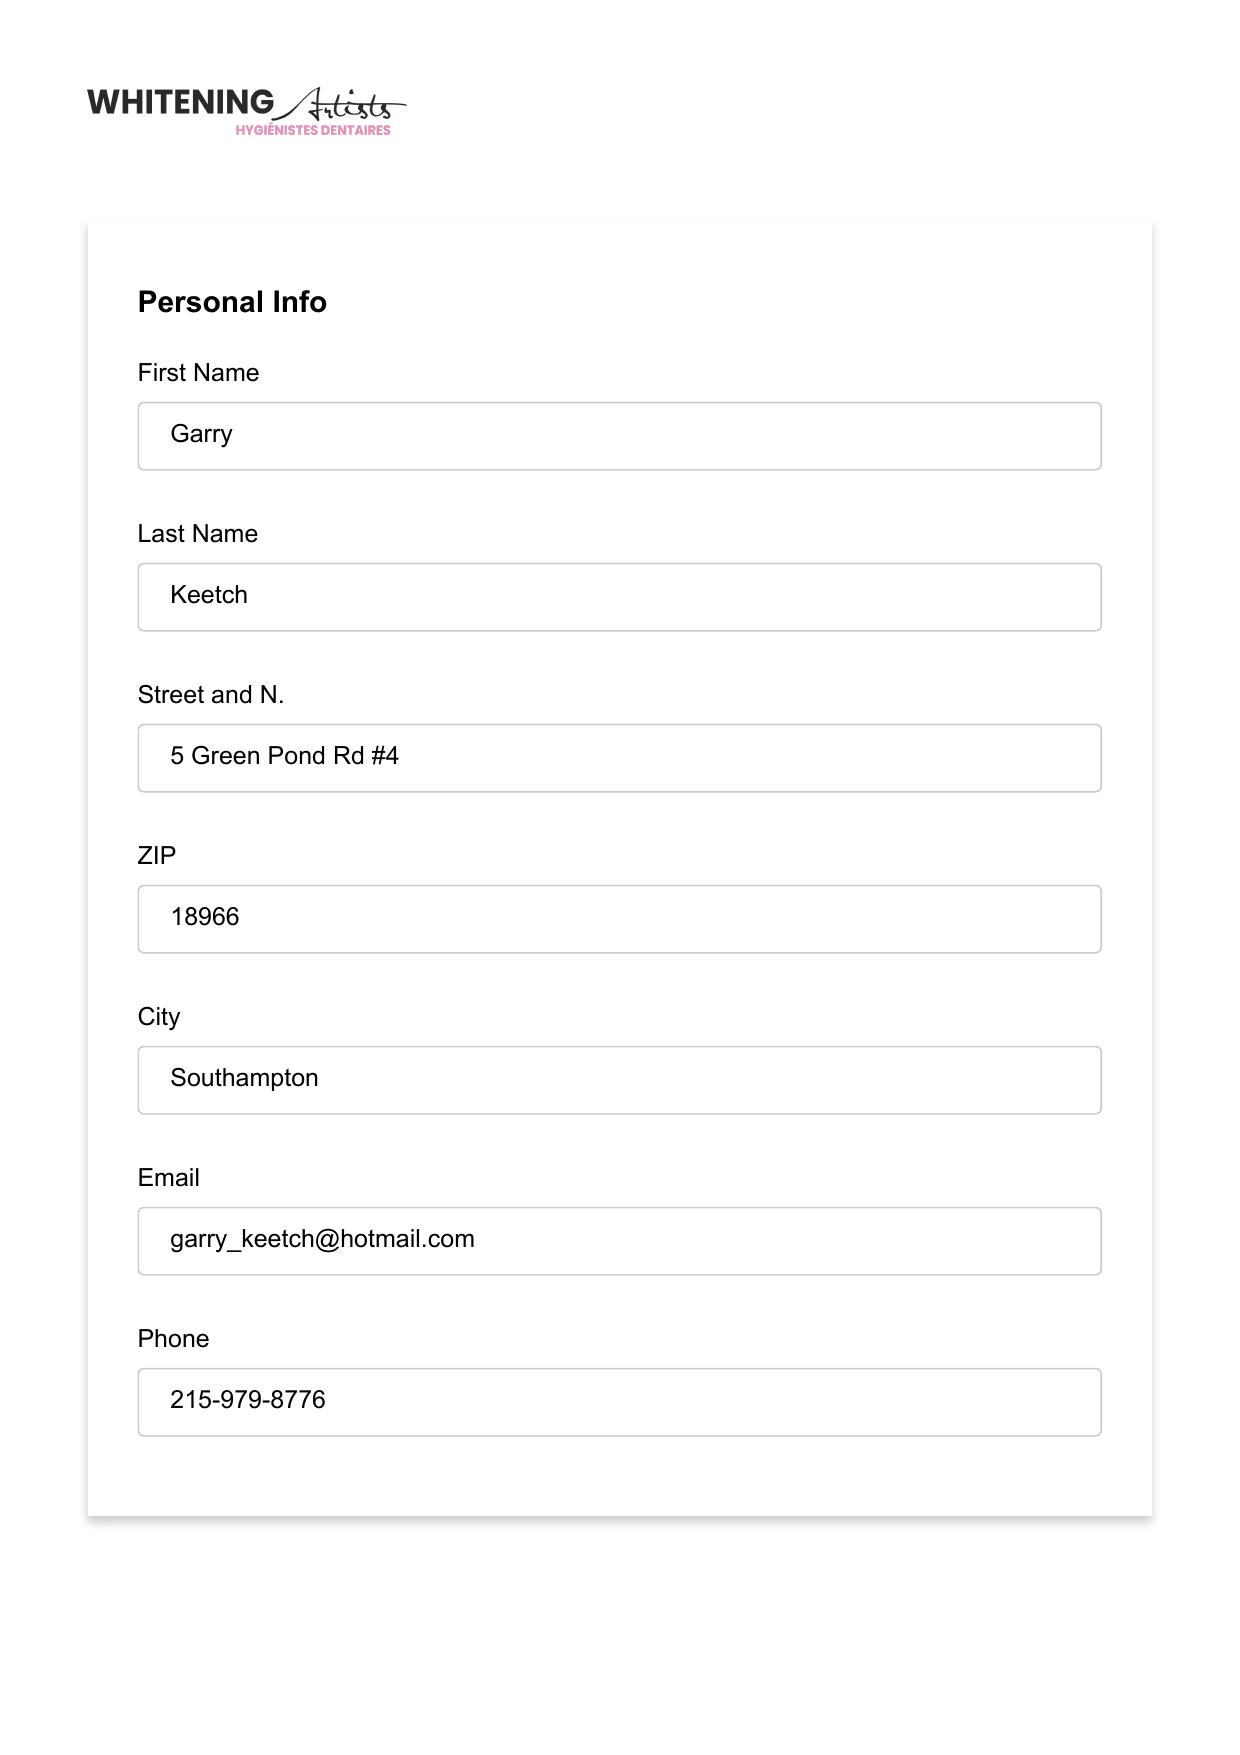 WHITENING Artists
HYGIÉNISTES DENTAIRES
Personal Info
First Name
Garry
Last Name
Keetch
Street and N.
5 Green Pond Rd #4
ZIP
18966
City
Southampton
Email
garry_keetch@hotmail.com
Phone
215-979-8776